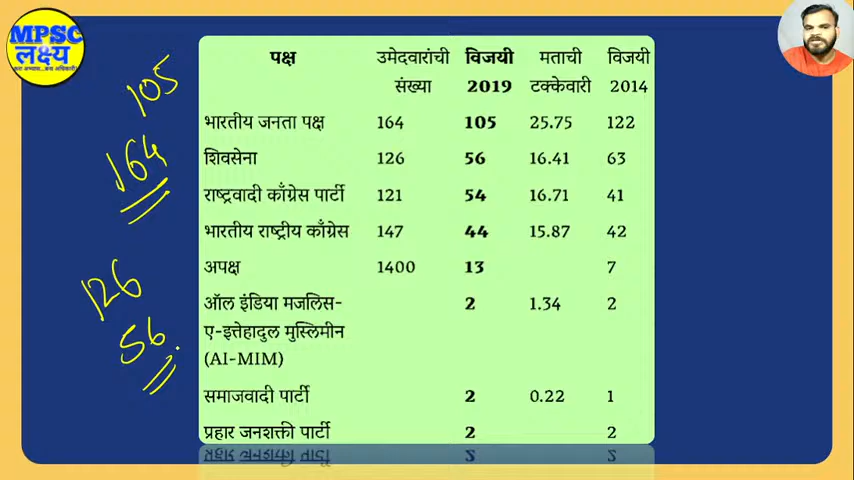 MPSC
लक्ष्य
105
164
126
56
पक्ष उमेदवारांची संख्या विजयी 2019 मताची टक्केवारी विजयी 2014
भारतीय जनता पक्ष 164 105 25.75 122
शिवसेना 126 56 16.41 63
राष्ट्रवादी काँग्रेस पार्टी 121 54 16.71 41
भारतीय राष्ट्रीय काँग्रेस 147 44 15.87 42
अपक्ष 1400 13 7
ऑल इंडिया मजलिस- 2 1.34 2
ए-इत्तेहादुल मुस्लिमीन
(AI-MIM)
समाजवादी पार्टी 2 0.22 1
प्रहार जनशक्ती पार्टी 2 2